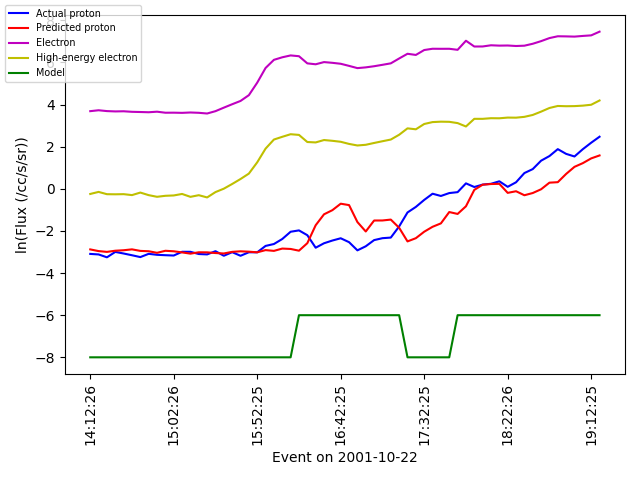 Actual proton
Predicted proton
Electron
High-energy electron
Model
4
2
0
−2
−4
−6
−8
ln(Flux (/cc/s/sr))
14:12:26
15:02:26
15:52:25
16:42:25
17:32:25
18:22:26
19:12:25
Event on 2001-10-22